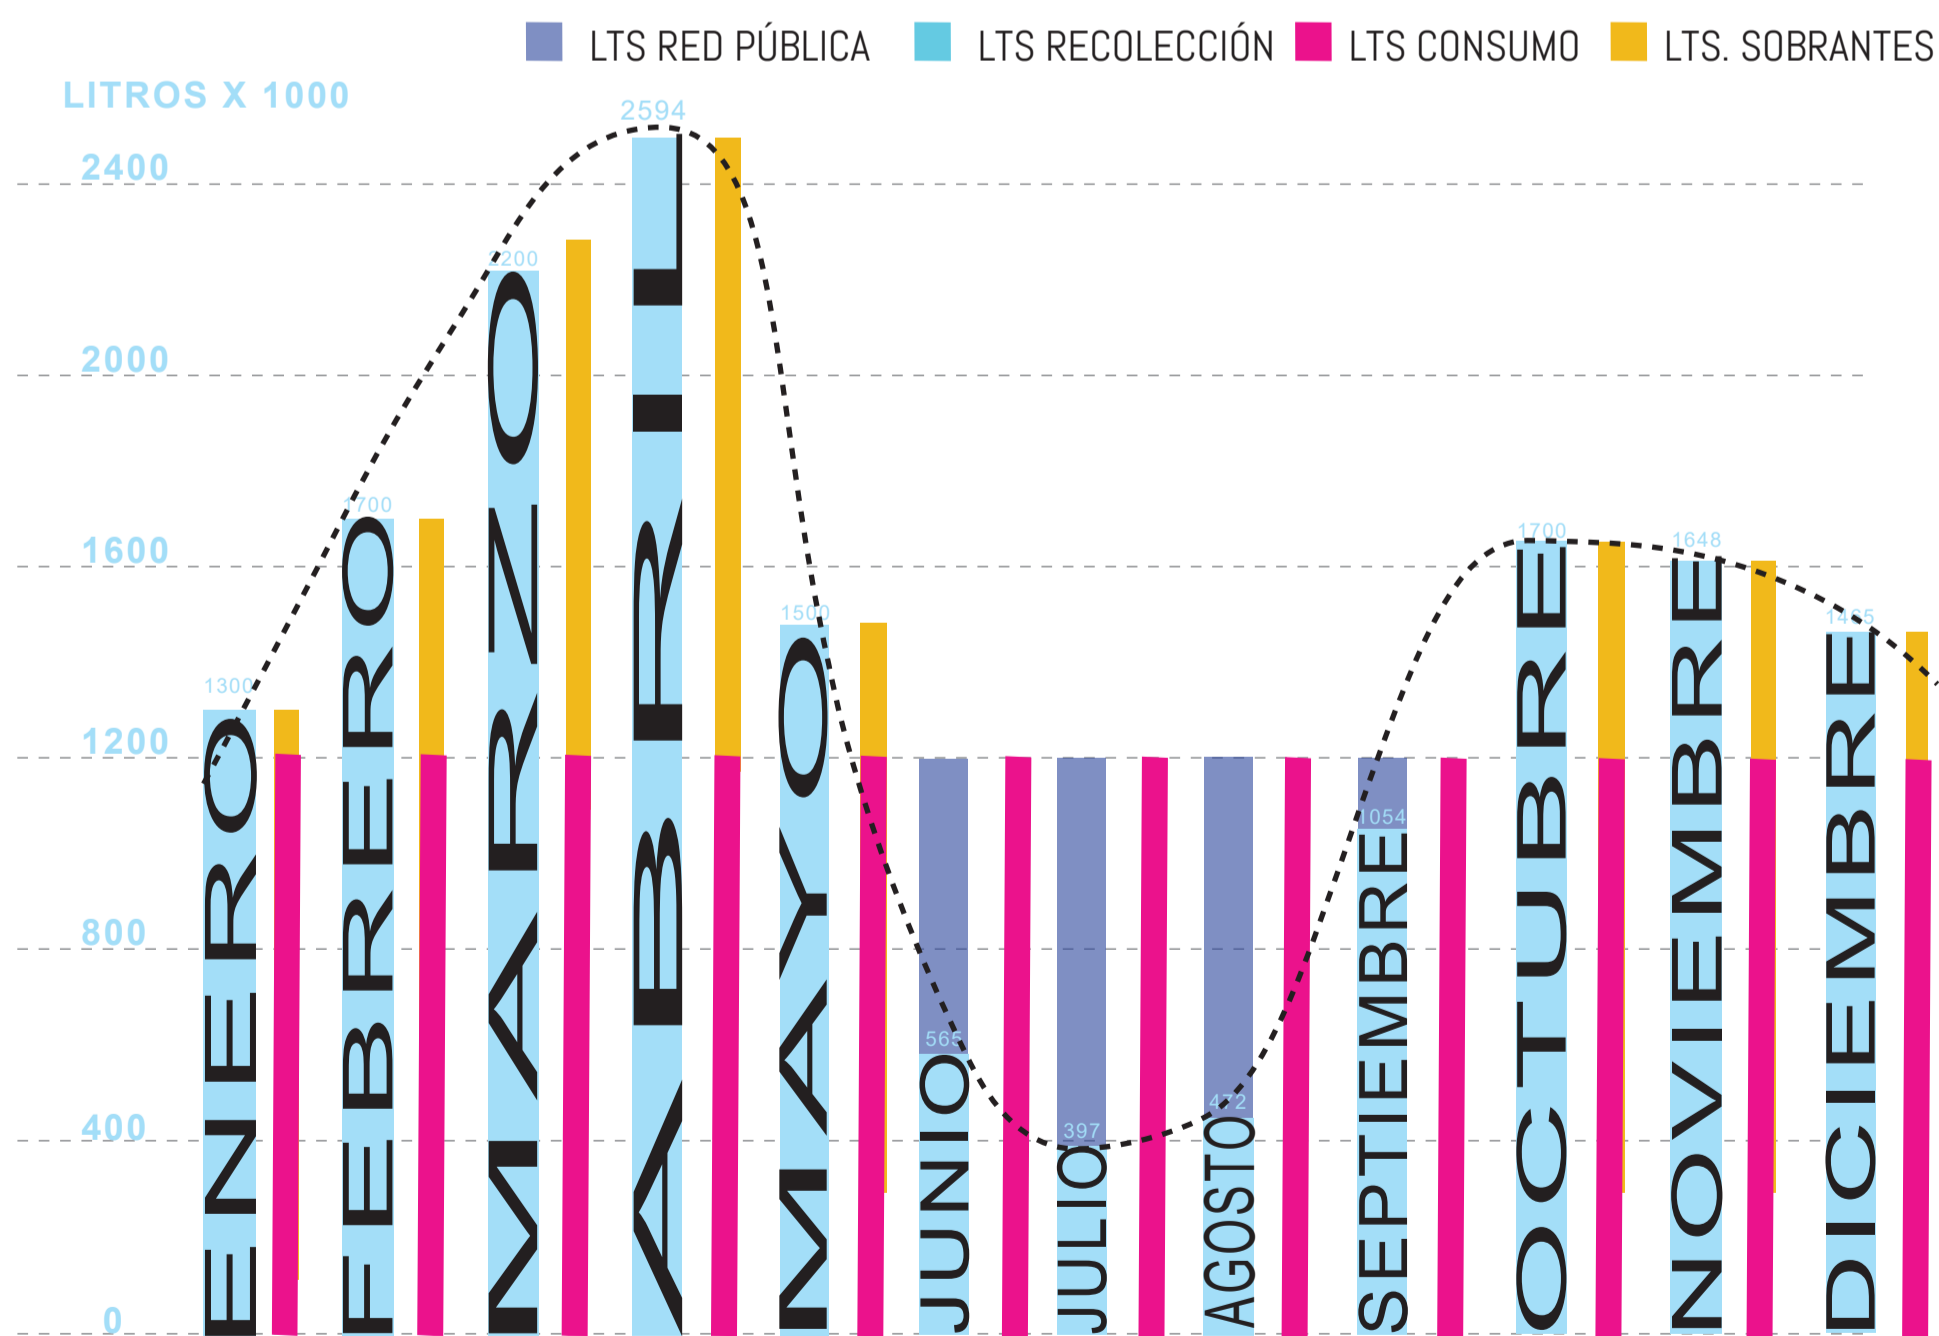 LTS RED PÚBLICA
LTS RECOLECCIÓN
LTS CONSUMO
LTS. SOBRANTES
LITROS X 1000
2400
2000
1600
1200
800
400
0
1300
ENERO
1700
FEBRERO
2200
MARZO
2594
ABRIL
1500
MAYO
565
JUNIO
397
JULIO
472
AGOSTO
1054
SEPTIEMBRE
1700
OCTUBRE
1648
NOVIEMBRE
1465
DICIEMBRE